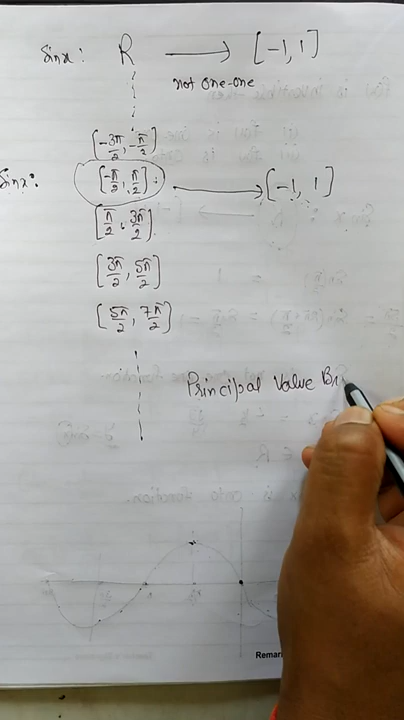 Sinx: R → [-1, 1]
not one-one
[-3π/2, -π/2]
Sinx: [-π/2, π/2]: → [-1, 1]
[π/2, 3π/2]
[3π/2, 5π/2]
[5π/2, 7π/2]
Principal Value Br
Remar